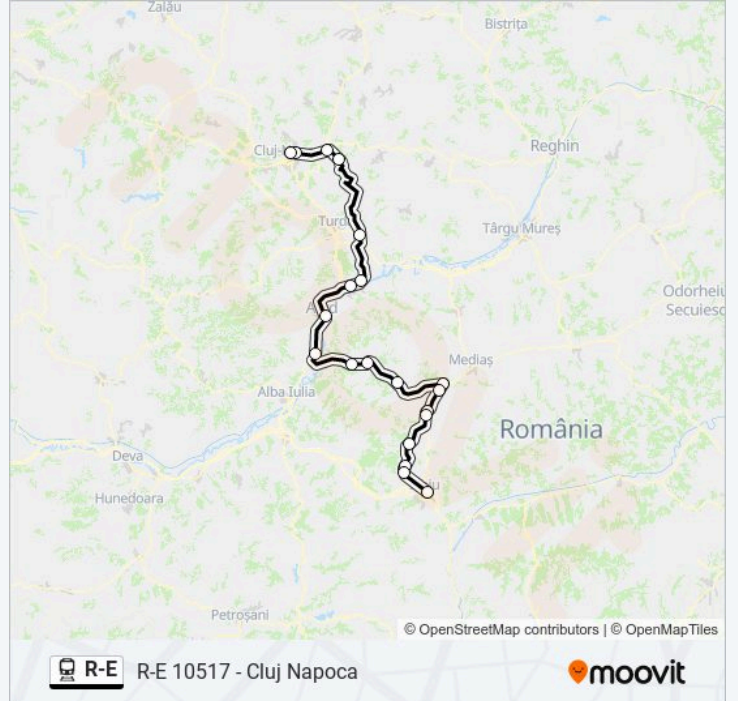 Zalău
Bistrița
Reghin
Cluj-
Turd
Târgu Mureș
Odorheiu
Secuiesc
Mediaș
Alba Iulia
România
Deva
Hunedoara
Petroșani
© OpenStreetMap contributors | © OpenMapTiles
R-E R-E 10517 - Cluj Napoca
moovit